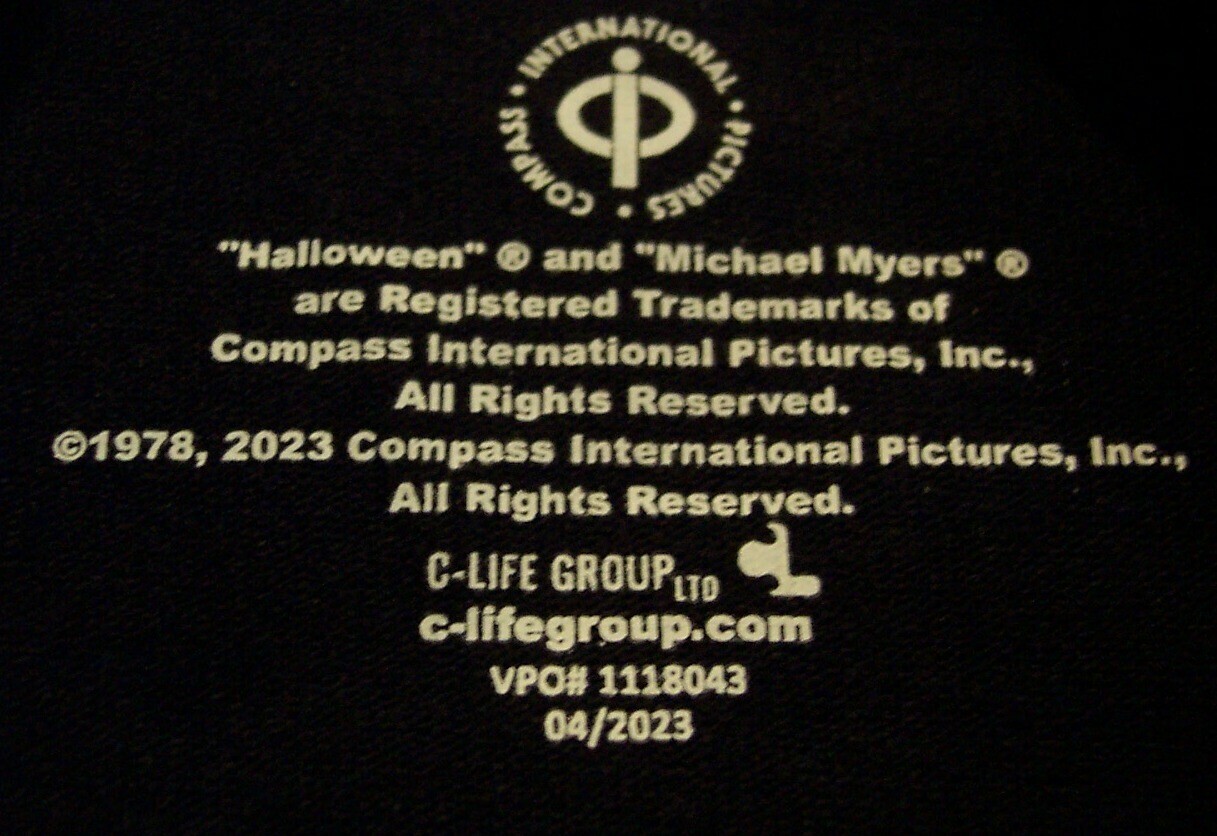 COMPASS • INTERNATIONAL • PICTURES •
"Halloween" ® and "Michael Myers" ®
are Registered Trademarks of
Compass International Pictures, Inc.,
All Rights Reserved.
©1978, 2023 Compass International Pictures, Inc.,
All Rights Reserved.
C-LIFE GROUP LTD
c-lifegroup.com
VPO# 1118043
04/2023